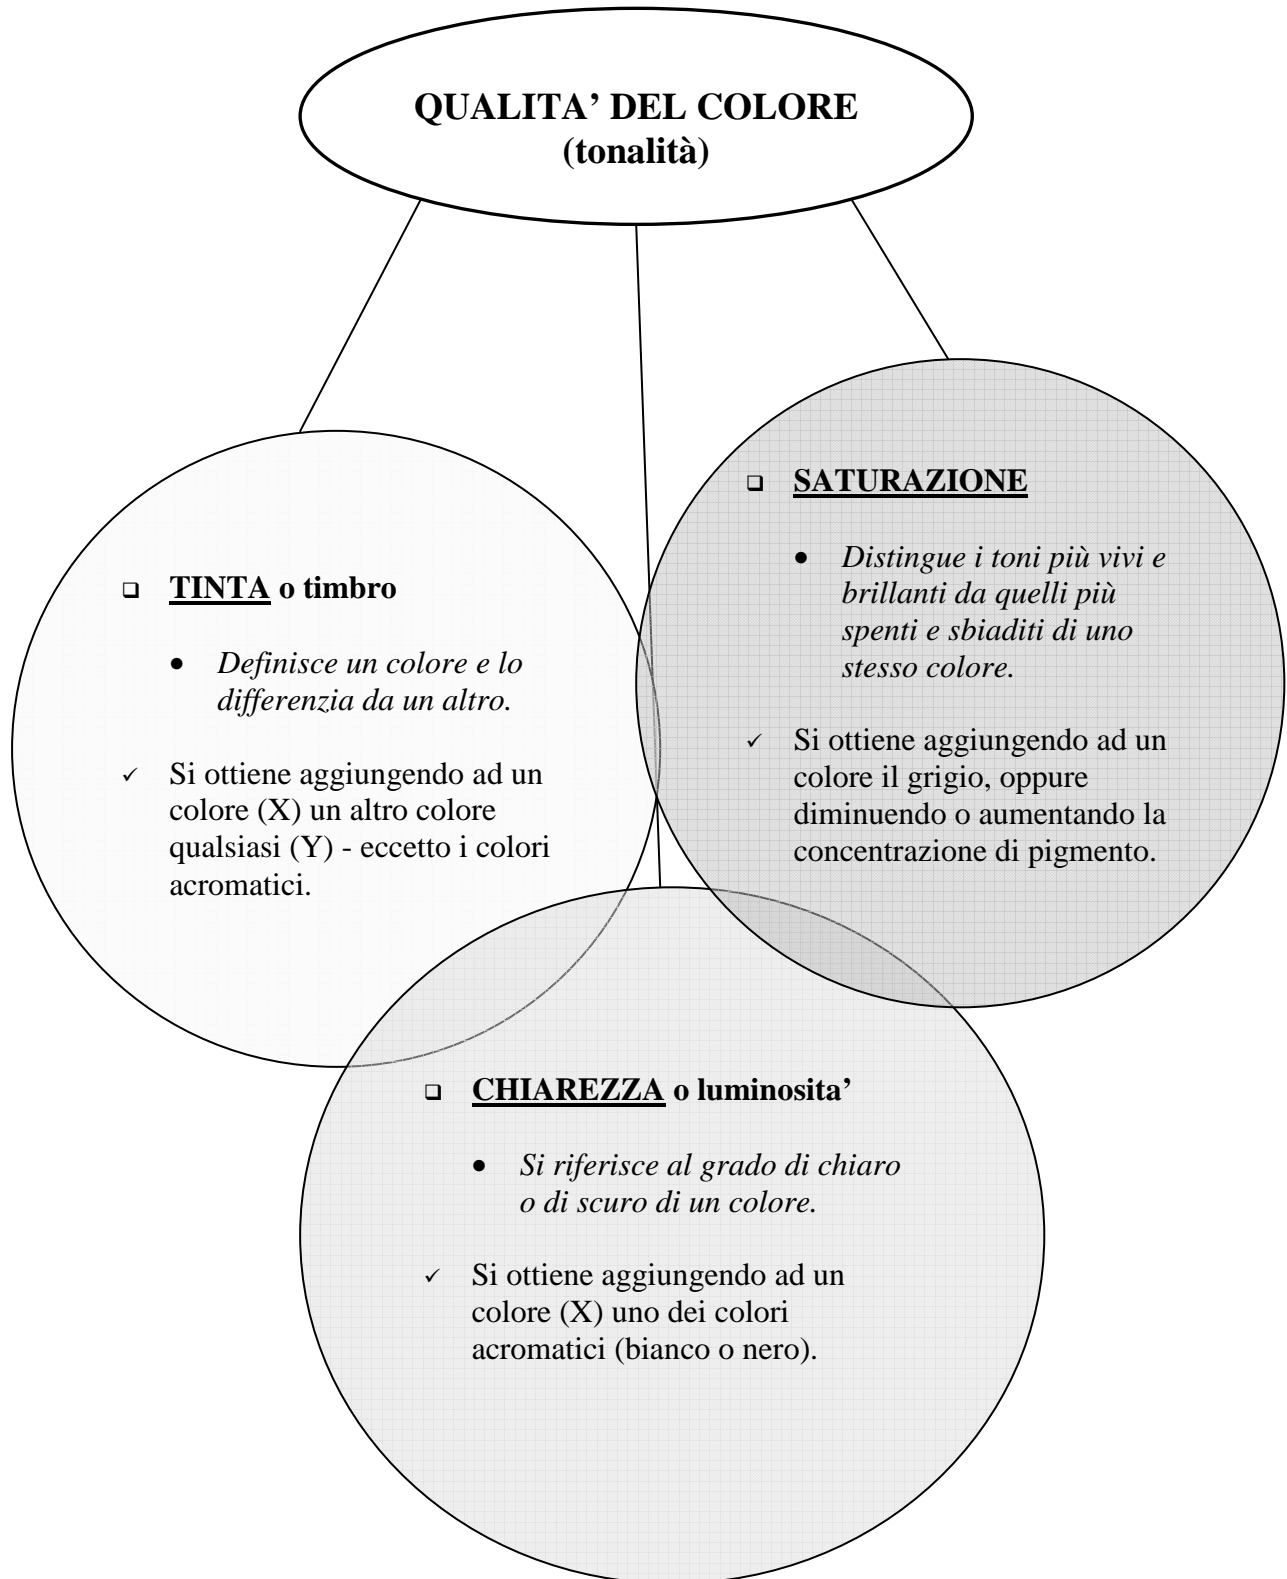 QUALITA’ DEL COLORE
(tonalità)
❑ TINTA o timbro
• Definisce un colore e lo
differenzia da un altro.
✓ Si ottiene aggiungendo ad un
colore (X) un altro colore
qualsiasi (Y) - eccetto i colori
acromatici.
❑ SATURAZIONE
• Distingue i toni più vivi e
brillanti da quelli più
spenti e sbiaditi di uno
stesso colore.
✓ Si ottiene aggiungendo ad un
colore il grigio, oppure
diminuendo o aumentando la
concentrazione di pigmento.
❑ CHIAREZZA o luminosita’
• Si riferisce al grado di chiaro
o di scuro di un colore.
✓ Si ottiene aggiungendo ad un
colore (X) uno dei colori
acromatici (bianco o nero).